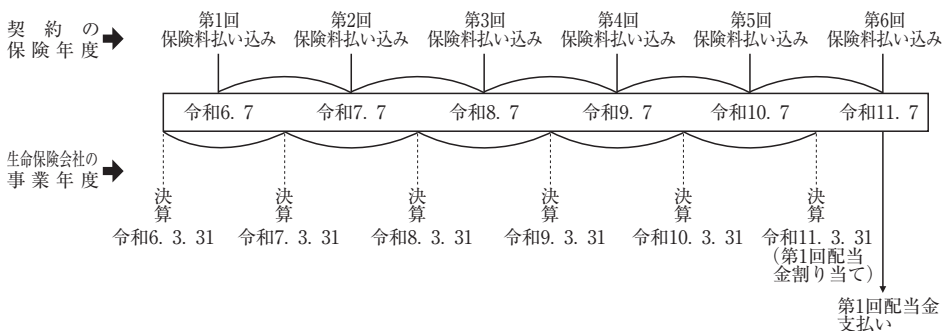 契約の
保険年度
第1回
保険料払い込み
第2回
保険料払い込み
第3回
保険料払い込み
第4回
保険料払い込み
第5回
保険料払い込み
第6回
保険料払い込み
令和6. 7
令和7. 7
令和8. 7
令和9. 7
令和10. 7
令和11. 7
生命保険会社の
事業年度
決算
令和6. 3. 31
決算
令和7. 3. 31
決算
令和8. 3. 31
決算
令和9. 3. 31
決算
令和10. 3. 31
決算
令和11. 3. 31
(第1回配当
金割り当て)
第1回配当金
支払い